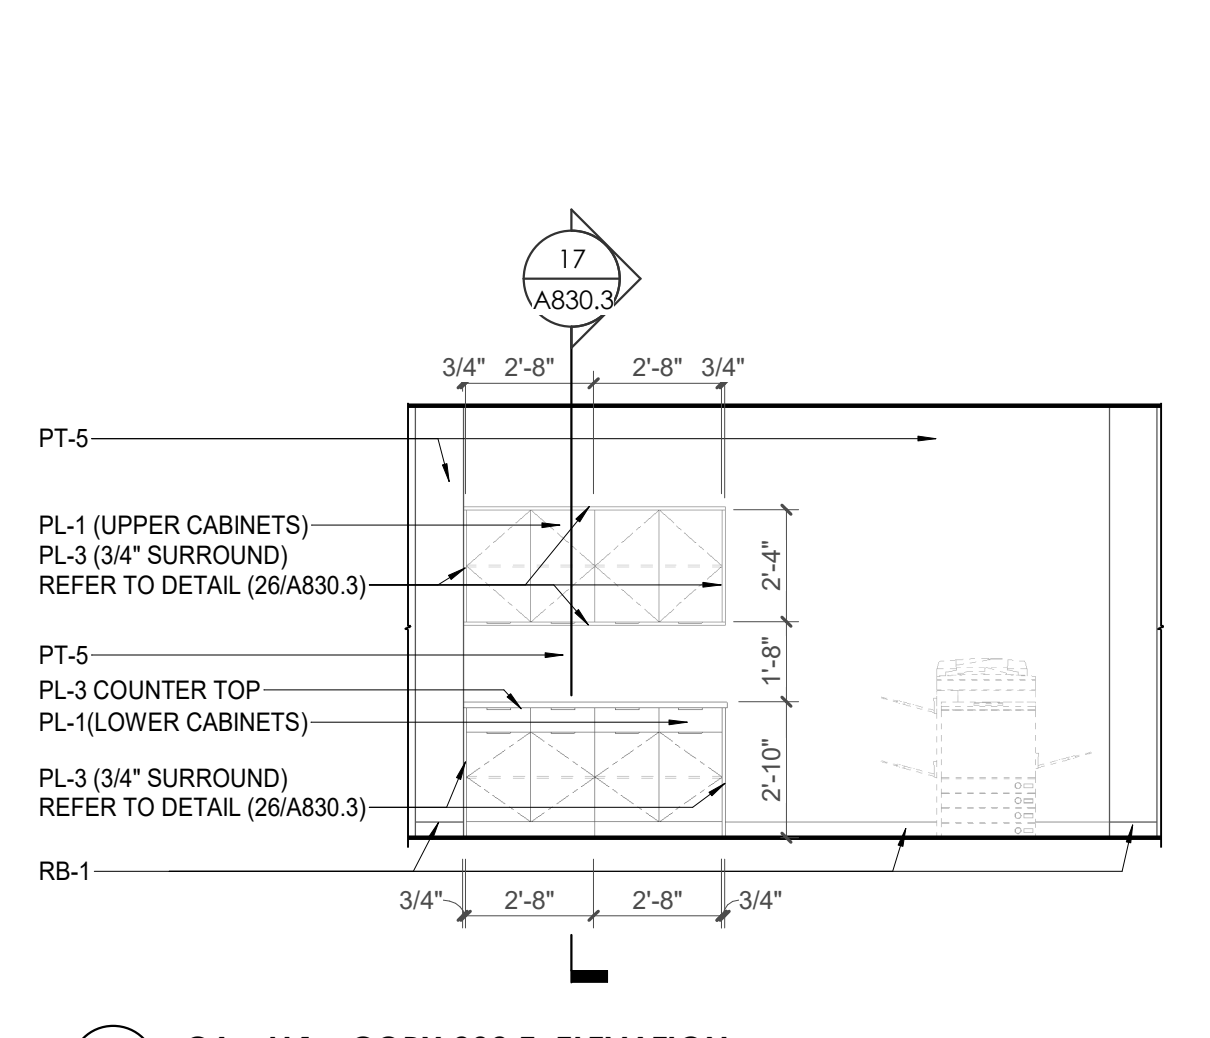 17
A830.3
3/4" 2'-8" 2'-8" 3/4"
PT-5
PL-1 (UPPER CABINETS)
PL-3 (3/4" SURROUND)
REFER TO DETAIL (26/A830.3)
2'-4"
PT-5
1'-8"
PL-3 COUNTER TOP
PL-1(LOWER CABINETS)
2'-10"
PL-3 (3/4" SURROUND)
REFER TO DETAIL (26/A830.3)
RB-1
3/4" 2'-8" 2'-8" 3/4"